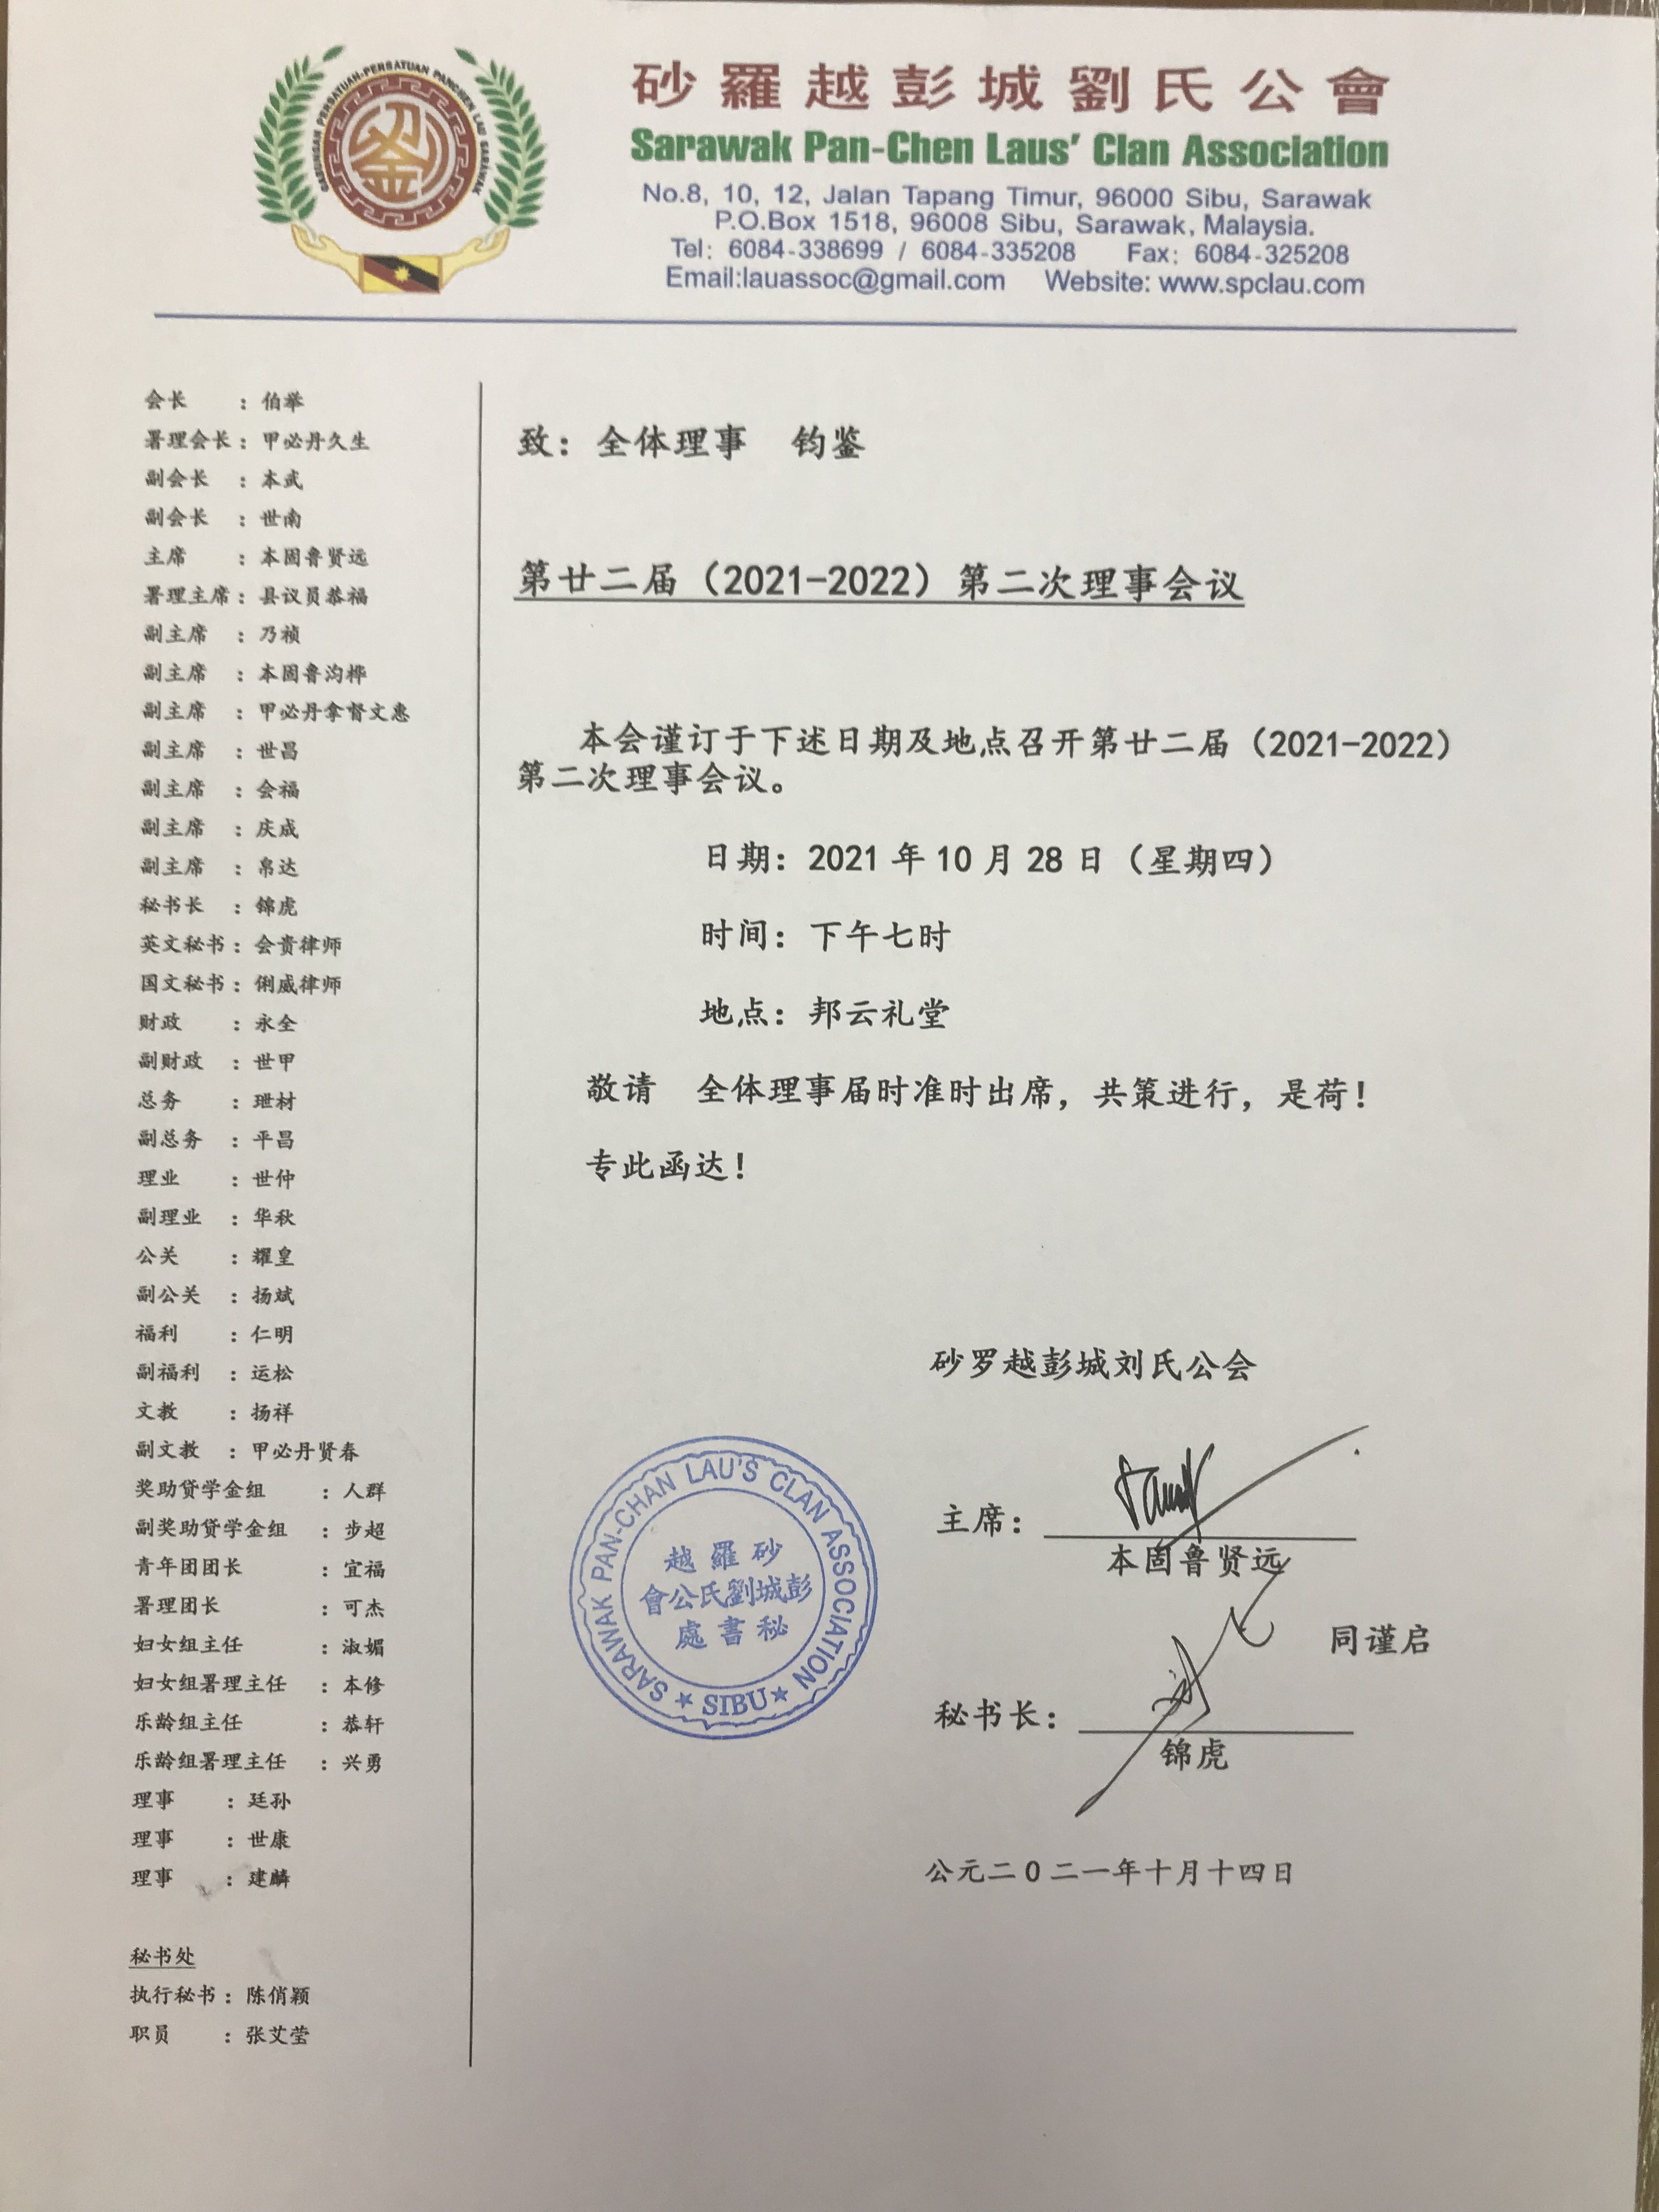 GABUNGAN PERSATUAN-PERSATUAN PANCHEN LAU SARAWAK
砂羅越彭城劉氏公會
Sarawak Pan-Chen Laus' Clan Association
No.8, 10, 12, Jalan Tapang Timur, 96000 Sibu, Sarawak
P.O.Box 1518, 96008 Sibu, Sarawak, Malaysia.
Tel: 6084-338699 / 6084-335208 Fax: 6084-325208
Email:lauassoc@gmail.com Website: www.spclau.com
会长 : 伯举
署理会长 : 甲必丹久生
副会长 : 本武
副会长 : 世南
主席 : 本固鲁贤远
署理主席 : 县议员恭福
副主席 : 乃祯
副主席 : 本固鲁沟桦
副主席 : 甲必丹拿督文惠
副主席 : 世昌
副主席 : 会福
副主席 : 庆成
副主席 : 帛达
秘书长 : 锦虎
英文秘书 : 会贵律师
国文秘书 : 俐威律师
财政 : 永全
副财政 : 世甲
总务 : 玴材
副总务 : 平昌
理业 : 世仲
副理业 : 华秋
公关 : 耀皇
副公关 : 扬斌
福利 : 仁明
副福利 : 运松
文教 : 扬祥
副文教 : 甲必丹贤春
奖助贷学金组 : 人群
副奖助贷学金组 : 步超
青年团团长 : 宜福
署理团长 : 可杰
妇女组主任 : 淑媚
妇女组署理主任 : 本修
乐龄组主任 : 恭轩
乐龄组署理主任 : 兴勇
理事 : 廷孙
理事 : 世康
理事 : 建麟
秘书处
执行秘书 : 陈俏颖
职员 : 张艾莹
致：全体理事 钧鉴
第廿二届（2021-2022）第二次理事会议
本会谨订于下述日期及地点召开第廿二届（2021-2022）
第二次理事会议。
日期：2021 年 10 月 28 日（星期四）
时间：下午七时
地点：邦云礼堂
敬请 全体理事届时准时出席，共策进行，是荷！
专此函达！
砂罗越彭城刘氏公会
主席：
本固鲁贤远
同谨启
秘书长：
锦虎
公元二0二一年十月十四日
SARAWAK PAN-CHAN LAU'S CLAN ASSOCIATION
越羅砂
會公氏劉城彭
處書秘
★ SIBU ★